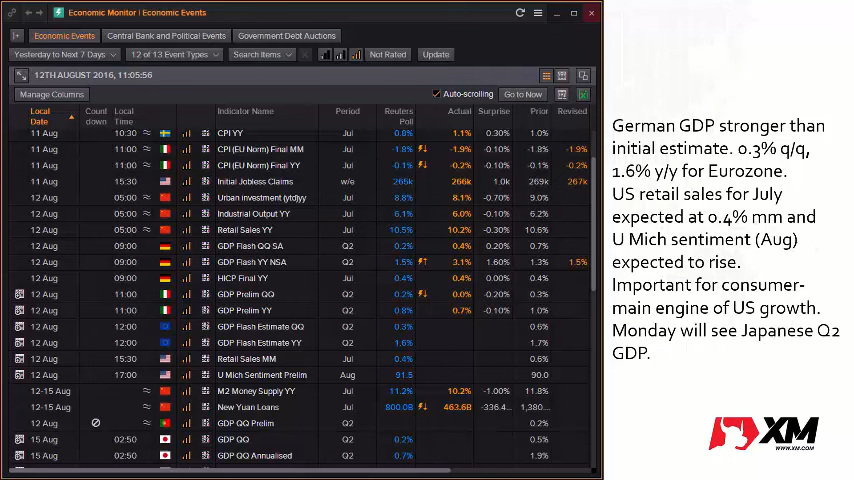 Economic Monitor | Economic Events
Economic Events Central Bank and Political Events Government Debt Auctions
Yesterday to Next 7 Days 12 of 13 Event Types Search Items Not Rated Update
12TH AUGUST 2016, 11:05:56
Manage Columns Auto-scrolling Go to Now
Local Date Count down Local Time Indicator Name Period Reuters Poll Actual Surprise Prior Revised
11 Aug 10:30 CPI YY Jul 0.8% 1.1% 0.30% 1.0%
11 Aug 11:00 CPI (EU Norm) Final MM Jul -1.8% -1.9% -0.10% -1.8% -1.9%
11 Aug 11:00 CPI (EU Norm) Final YY Jul -0.1% -0.2% -0.10% -0.1% -0.2%
11 Aug 15:30 Initial Jobless Claims w/e 265k 266k 1.0k 269k 267k
12 Aug 05:00 Urban investment (ytd)yy Jul 8.8% 8.1% -0.70% 9.0%
12 Aug 05:00 Industrial Output YY Jul 6.1% 6.0% -0.10% 6.2%
12 Aug 05:00 Retail Sales YY Jul 10.5% 10.2% -0.30% 10.6%
12 Aug 09:00 GDP Flash QQ SA Q2 0.2% 0.4% 0.20% 0.7%
12 Aug 09:00 GDP Flash YY NSA Q2 1.5% 3.1% 1.60% 1.3% 1.5%
12 Aug 09:00 HICP Final YY Jul 0.4% 0.4% 0.00% 0.4%
12 Aug 11:00 GDP Prelim QQ Q2 0.2% 0.0% -0.20% 0.3%
12 Aug 11:00 GDP Prelim YY Q2 0.8% 0.7% -0.10% 1.0%
12 Aug 12:00 GDP Flash Estimate QQ Q2 0.3% 0.6%
12 Aug 12:00 GDP Flash Estimate YY Q2 1.6% 1.7%
12 Aug 15:30 Retail Sales MM Jul 0.4% 0.6%
12 Aug 17:00 U Mich Sentiment Prelim Aug 91.5 90.0
12-15 Aug M2 Money Supply YY Jul 11.2% 10.2% -1.00% 11.8%
12-15 Aug New Yuan Loans Jul 800.0B 463.6B -336.4... 1,380...
12 Aug GDP QQ Prelim Q2 0.2%
15 Aug 02:50 GDP QQ Q2 0.2% 0.5%
15 Aug 02:50 GDP QQ Annualised Q2 0.7% 1.9%
German GDP stronger than
initial estimate. 0.3% q/q,
1.6% y/y for Eurozone.
US retail sales for July
expected at 0.4% mm and
U Mich sentiment (Aug)
expected to rise.
Important for consumer-
main engine of US growth.
Monday will see Japanese Q2
GDP.
XM
WWW.XM.COM